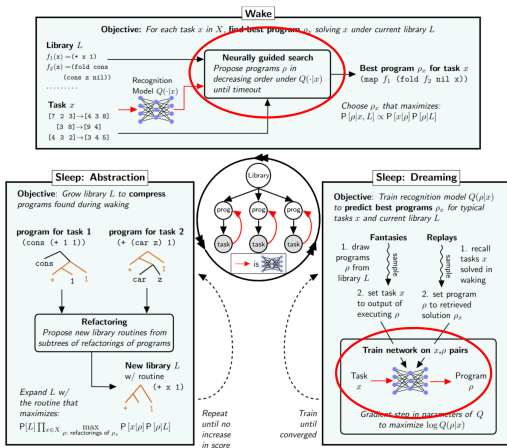 Wake
Objective: For each task x in X, find best program ρx solving x under current library L
Library L
f1(x) =(+ x 1)
f2(z) =(fold cons
(cons z nil))
.........
Task x
[7 2 3]→[4 3 8]
[3 8]→[9 4]
[4 3 2]→[3 4 5]
Recognition
Model Q(·|x)
Neurally guided search
Propose programs ρ in
decreasing order under Q(·|x)
until timeout
Best program ρx for task x
(map f1 (fold f2 nil x))
Choose ρx that maximizes:
P [ρ|x, L] ∝ P [x|ρ] P [ρ|L]
Sleep: Abstraction
Objective: Grow library L to compress
programs found during waking
program for task 1
(cons (+ 1 1))
cons
+ 1 1
program for task 2
(+ (car z) 1)
+ 1
car z
Refactoring
Propose new library routines from
subtrees of refactorings of programs
New library L
w/ routine
(+ x 1)
+ 1
Expand L w/
the routine that
maximizes:
P[L] ∏x∈X max P [x|ρ] P [ρ|L]
ρ: refactorings of ρx
Library
prog prog prog
task task task
is
Repeat
until no
increase
in score
Train
until
converged
Sleep: Dreaming
Objective: Train recognition model Q(ρ|x)
to predict best programs ρx for typical
tasks x and current library L
Fantasies
1. draw
programs
ρ from
library L
sample
2. set task x
to output of
executing ρ
Replays
sample
1. recall
tasks x
solved in
waking
2. set program
ρ to retrieved
solution ρx
Train network on x,ρ pairs
Task
x
Program
ρ
Gradient step in parameters of Q
to maximize log Q(ρ|x)